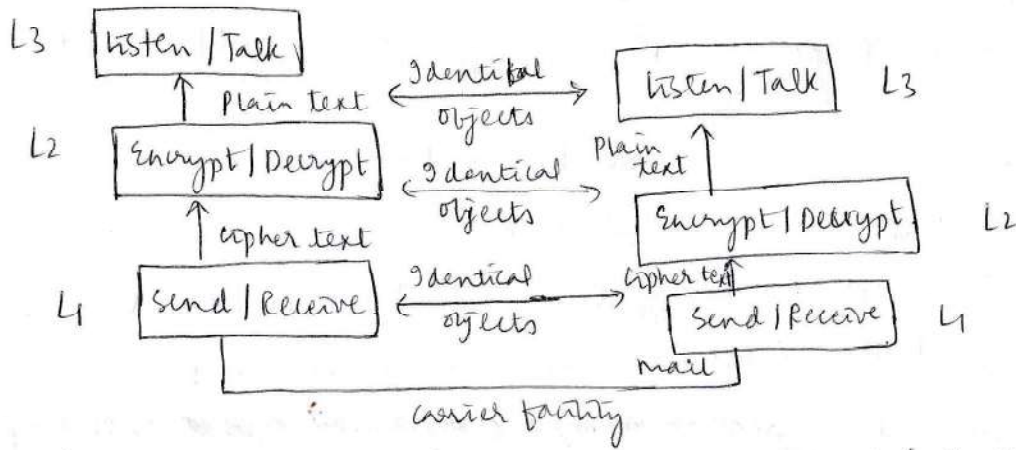 L3 Listen / Talk
Identical
Listen / Talk L3
Plain text
objects
L2
Plain
text
Encrypt / Decrypt
Identical
objects
Encrypt / Decrypt L2
Cipher text
Identical
Cipher text
L1 Send / Receive
objects
Send / Receive L1
Mail
Carrier facility